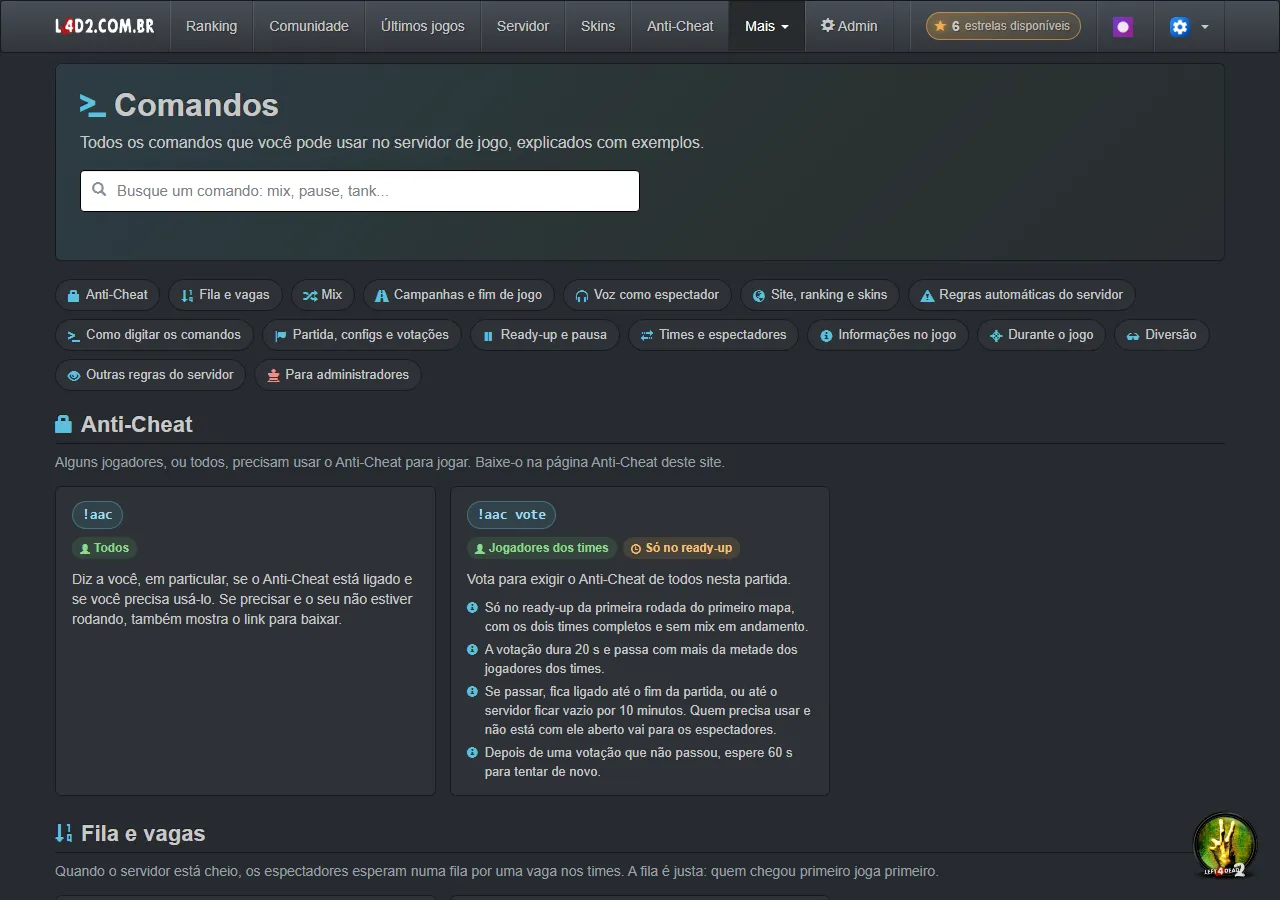 L4D2.COM.BR Ranking Comunidade Últimos jogos Servidor Skins Anti-Cheat Mais Admin 6 estrelas disponíveis
Comandos
Todos os comandos que você pode usar no servidor de jogo, explicados com exemplos.
Busque um comando: mix, pause, tank...
Anti-Cheat Fila e vagas Mix Campanhas e fim de jogo Voz como espectador Site, ranking e skins Regras automáticas do servidor
Como digitar os comandos Partida, configs e votações Ready-up e pausa Times e espectadores Informações no jogo Durante o jogo Diversão
Outras regras do servidor Para administradores
Anti-Cheat
Alguns jogadores, ou todos, precisam usar o Anti-Cheat para jogar. Baixe-o na página Anti-Cheat deste site.
!aac
Todos
Diz a você, em particular, se o Anti-Cheat está ligado e
se você precisa usá-lo. Se precisar e o seu não estiver
rodando, também mostra o link para baixar.
!aac vote
Jogadores dos times Só no ready-up
Vota para exigir o Anti-Cheat de todos nesta partida.
Só no ready-up da primeira rodada do primeiro mapa,
com os dois times completos e sem mix em andamento.
A votação dura 20 s e passa com mais da metade dos
jogadores dos times.
Se passar, fica ligado até o fim da partida, ou até o
servidor ficar vazio por 10 minutos. Quem precisa usar e
não está com ele aberto vai para os espectadores.
Depois de uma votação que não passou, espere 60 s
para tentar de novo.
Fila e vagas
Quando o servidor está cheio, os espectadores esperam numa fila por uma vaga nos times. A fila é justa: quem chegou primeiro joga primeiro.
LEFT 4 DEAD 2